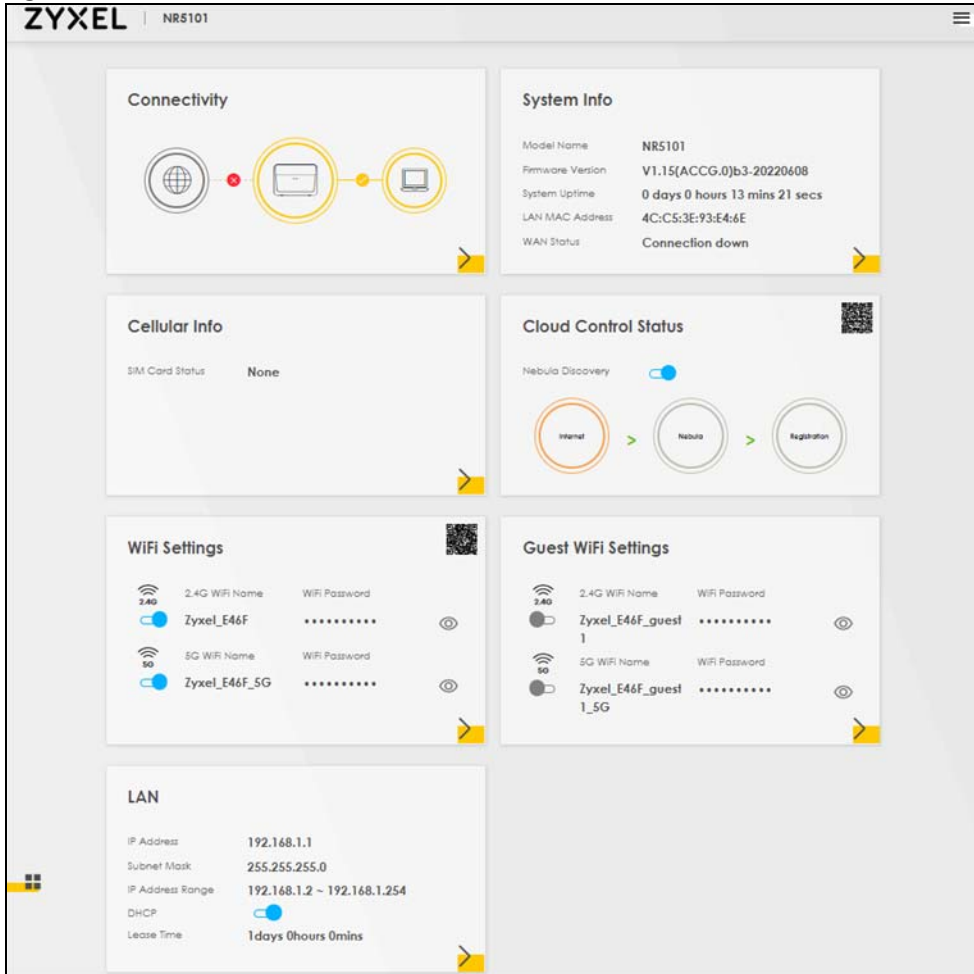 ZYXEL NR5101
Connectivity
System Info
Model Name NR5101
Firmware Version V1.15(ACCG.0)b3-20220608
System Uptime 0 days 0 hours 13 mins 21 secs
LAN MAC Address 4C:C5:3E:93:E4:6E
WAN Status Connection down
Cellular Info
SIM Card Status None
Cloud Control Status
Nebula Discovery
Internet > Nebula > Registration
WiFi Settings
2.4G WiFi Name WiFi Password
2.4G
Zyxel_E46F ••••••••••
5G WiFi Name WiFi Password
5G
Zyxel_E46F_5G ••••••••••
Guest WiFi Settings
2.4G WiFi Name WiFi Password
2.4G
Zyxel_E46F_guest ••••••••••
1
5G WiFi Name WiFi Password
5G
Zyxel_E46F_guest ••••••••••
1_5G
LAN
IP Address 192.168.1.1
Subnet Mask 255.255.255.0
IP Address Range 192.168.1.2 ~ 192.168.1.254
DHCP
Lease Time 1days 0hours 0mins